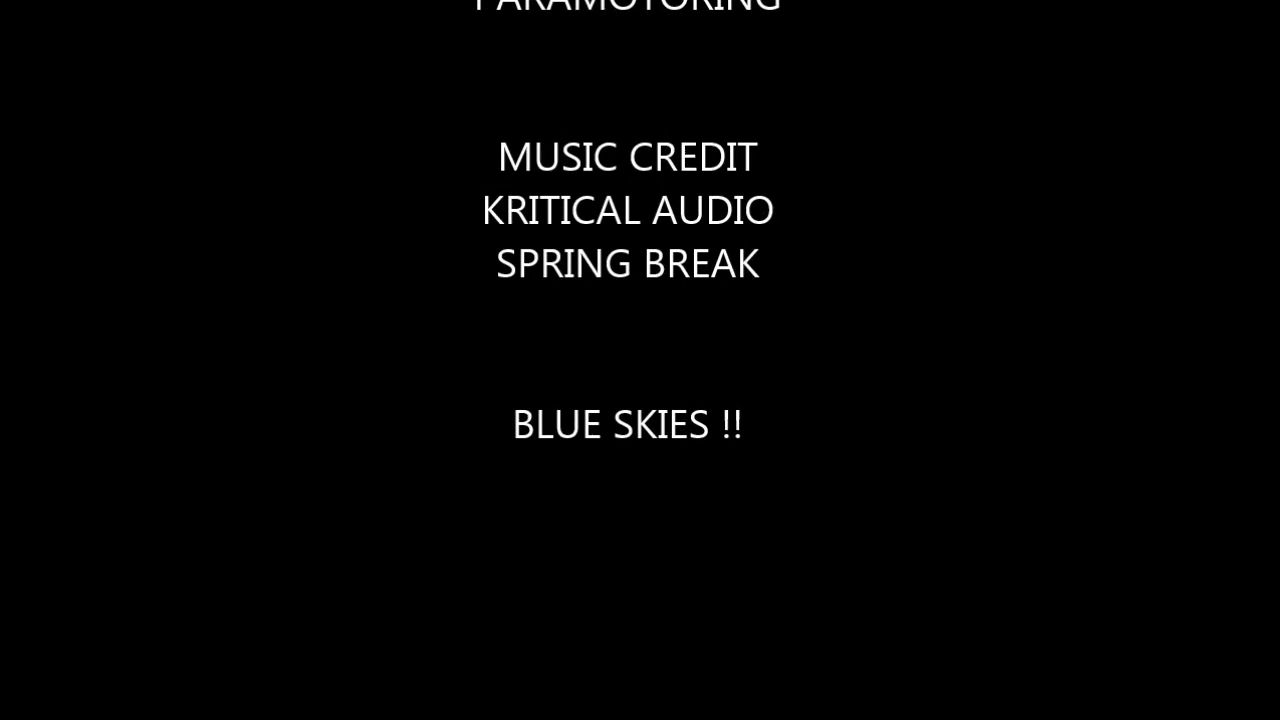 PARAMOTORING
MUSIC CREDIT
KRITICAL AUDIO
SPRING BREAK
BLUE SKIES !!